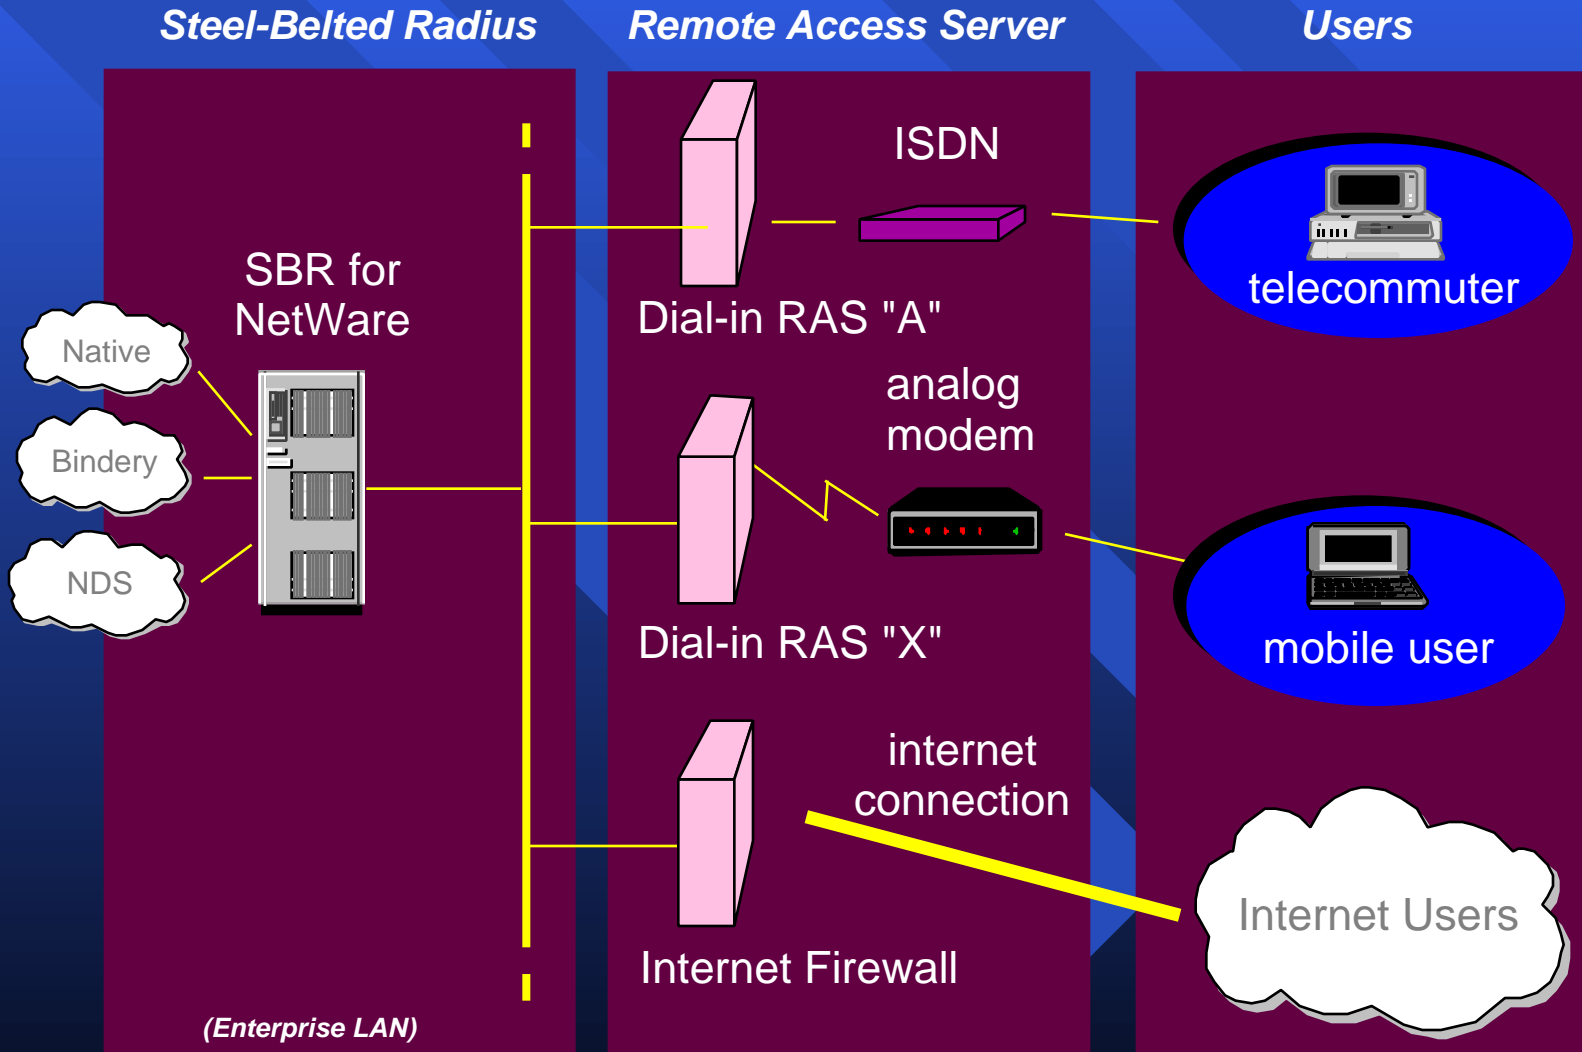 Steel-Belted Radius
Remote Access Server
Users
SBR for
NetWare
Native
Bindery
NDS
(Enterprise LAN)
ISDN
Dial-in RAS "A"
analog
modem
Dial-in RAS "X"
internet
connection
Internet Firewall
telecommuter
mobile user
Internet Users